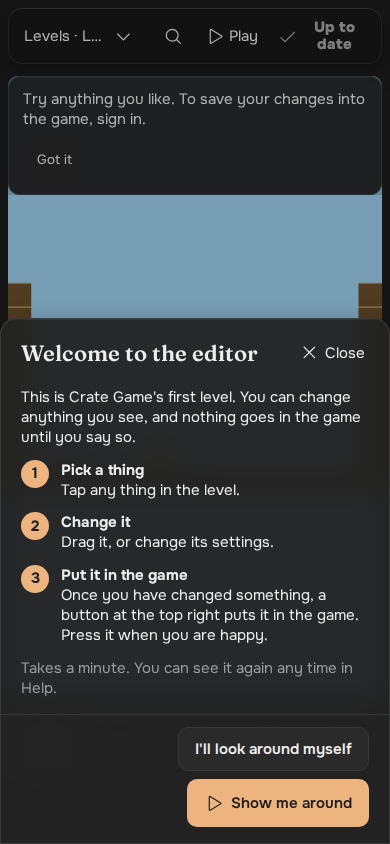 Levels · L...
Play
Up to
date
Try anything you like. To save your changes into
the game, sign in.
Got it
Welcome to the editor
Close
This is Crate Game's first level. You can change
anything you see, and nothing goes in the game
until you say so.
1 Pick a thing
Tap any thing in the level.
2 Change it
Drag it, or change its settings.
3 Put it in the game
Once you have changed something, a
button at the top right puts it in the game.
Press it when you are happy.
Takes a minute. You can see it again any time in
Help.
I'll look around myself
Show me around